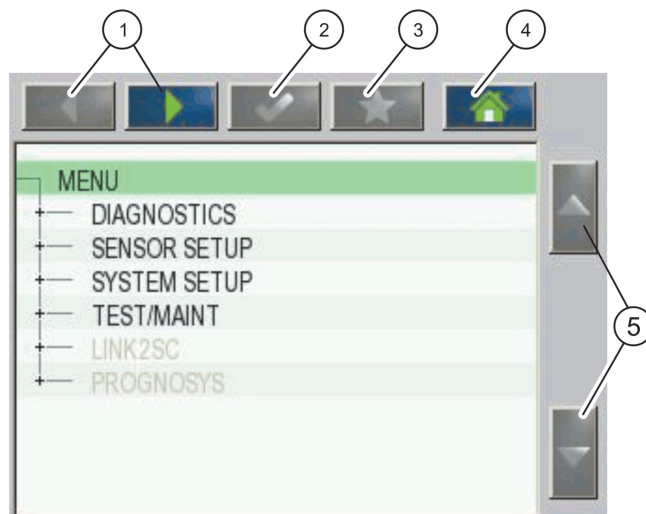 1
2
3
4
MENU
DIAGNOSTICS
SENSOR SETUP
SYSTEM SETUP
TEST/MAINT
LINK2SC
PROGNOSYS
5